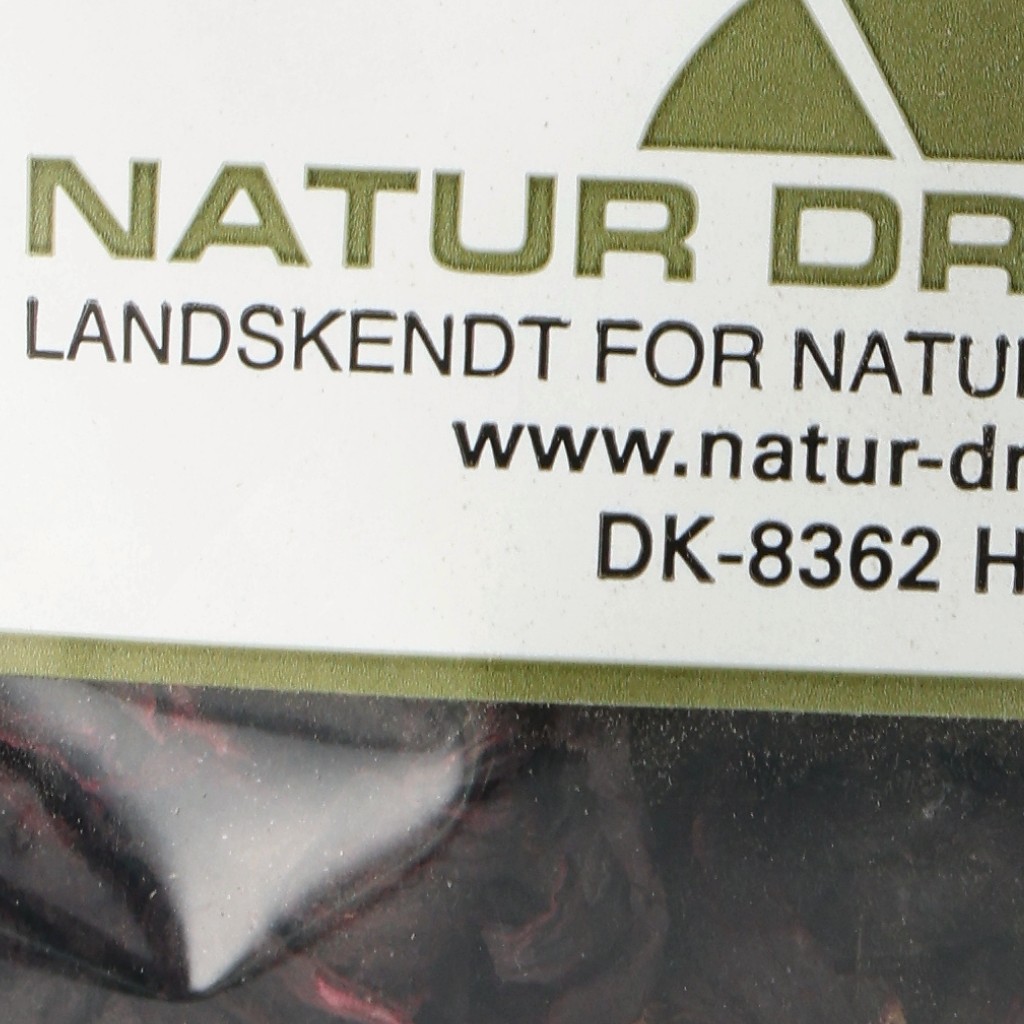 NATUR DR
LANDSKENDT FOR NATU
www.natur-dr
DK-8362 H